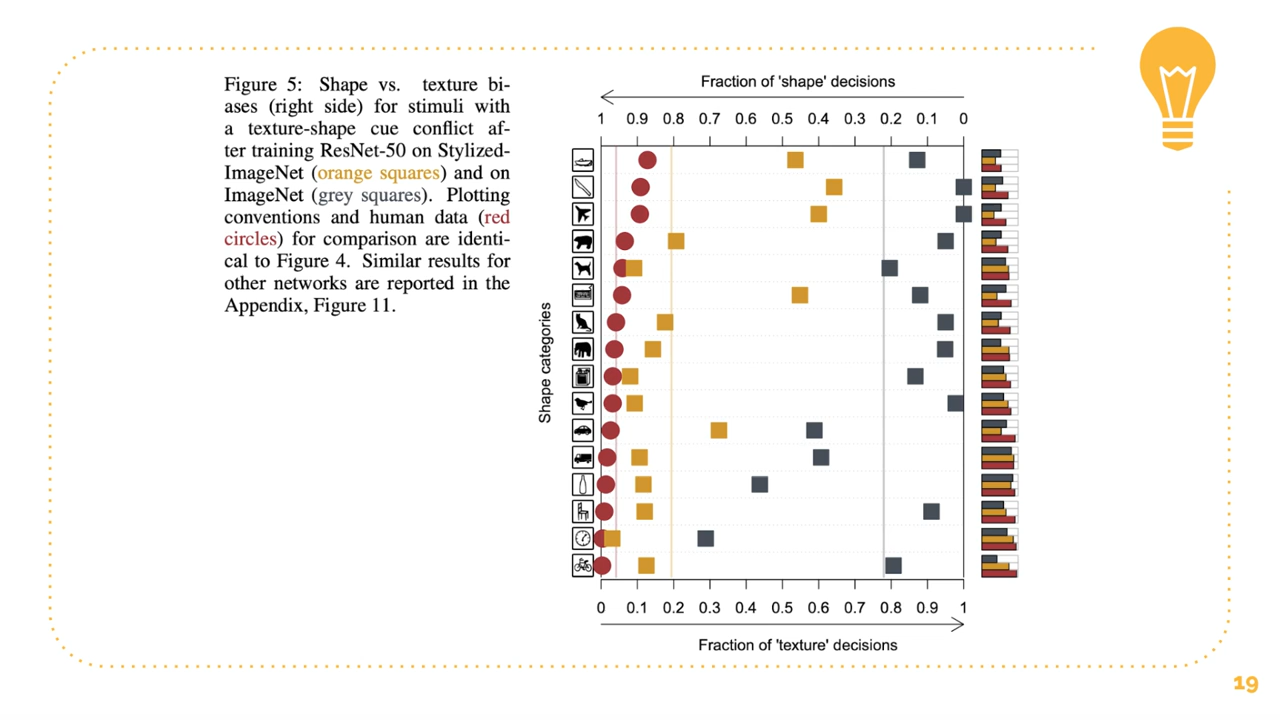 Figure 5: Shape vs. texture bi-
ases (right side) for stimuli with
a texture-shape cue conflict af-
ter training ResNet-50 on Stylized-
ImageNet (orange squares) and on
ImageNet (grey squares). Plotting
conventions and human data (red
circles) for comparison are identi-
cal to Figure 4. Similar results for
other networks are reported in the
Appendix, Figure 11.
Fraction of 'shape' decisions
1 0.9 0.8 0.7 0.6 0.5 0.4 0.3 0.2 0.1 0
Shape categories
0 0.1 0.2 0.3 0.4 0.5 0.6 0.7 0.8 0.9 1
Fraction of 'texture' decisions
19